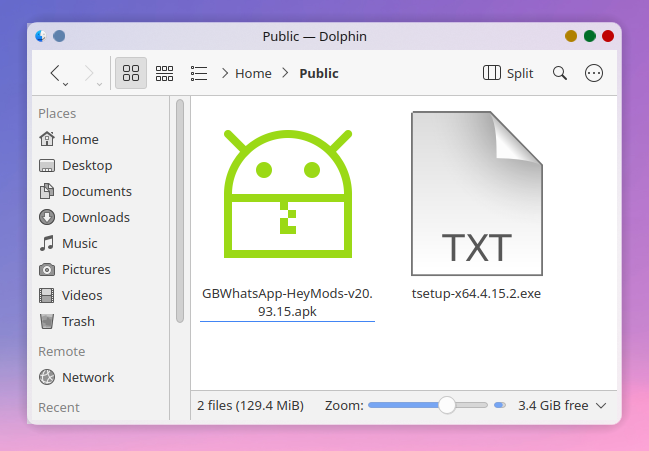 Public — Dolphin
Home Public
Split
Places
Home
Desktop
Documents
Downloads
Music
Pictures
Videos
Trash
Remote
Network
Recent
TXT
GBWhatsApp-HeyMods-v20.
93.15.apk
tsetup-x64.4.15.2.exe
2 files (129.4 MiB)
Zoom:
3.4 GiB free